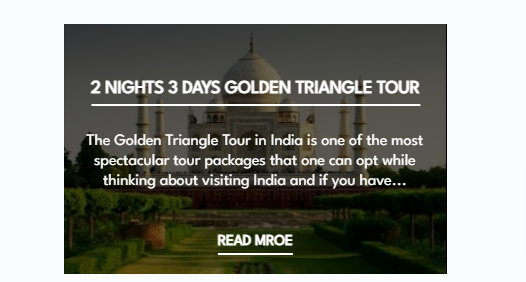 2 NIGHTS 3 DAYS GOLDEN TRIANGLE TOUR
The Golden Triangle Tour in India is one of the most
spectacular tour packages that one can opt while
thinking about visiting India and if you have...
READ MROE